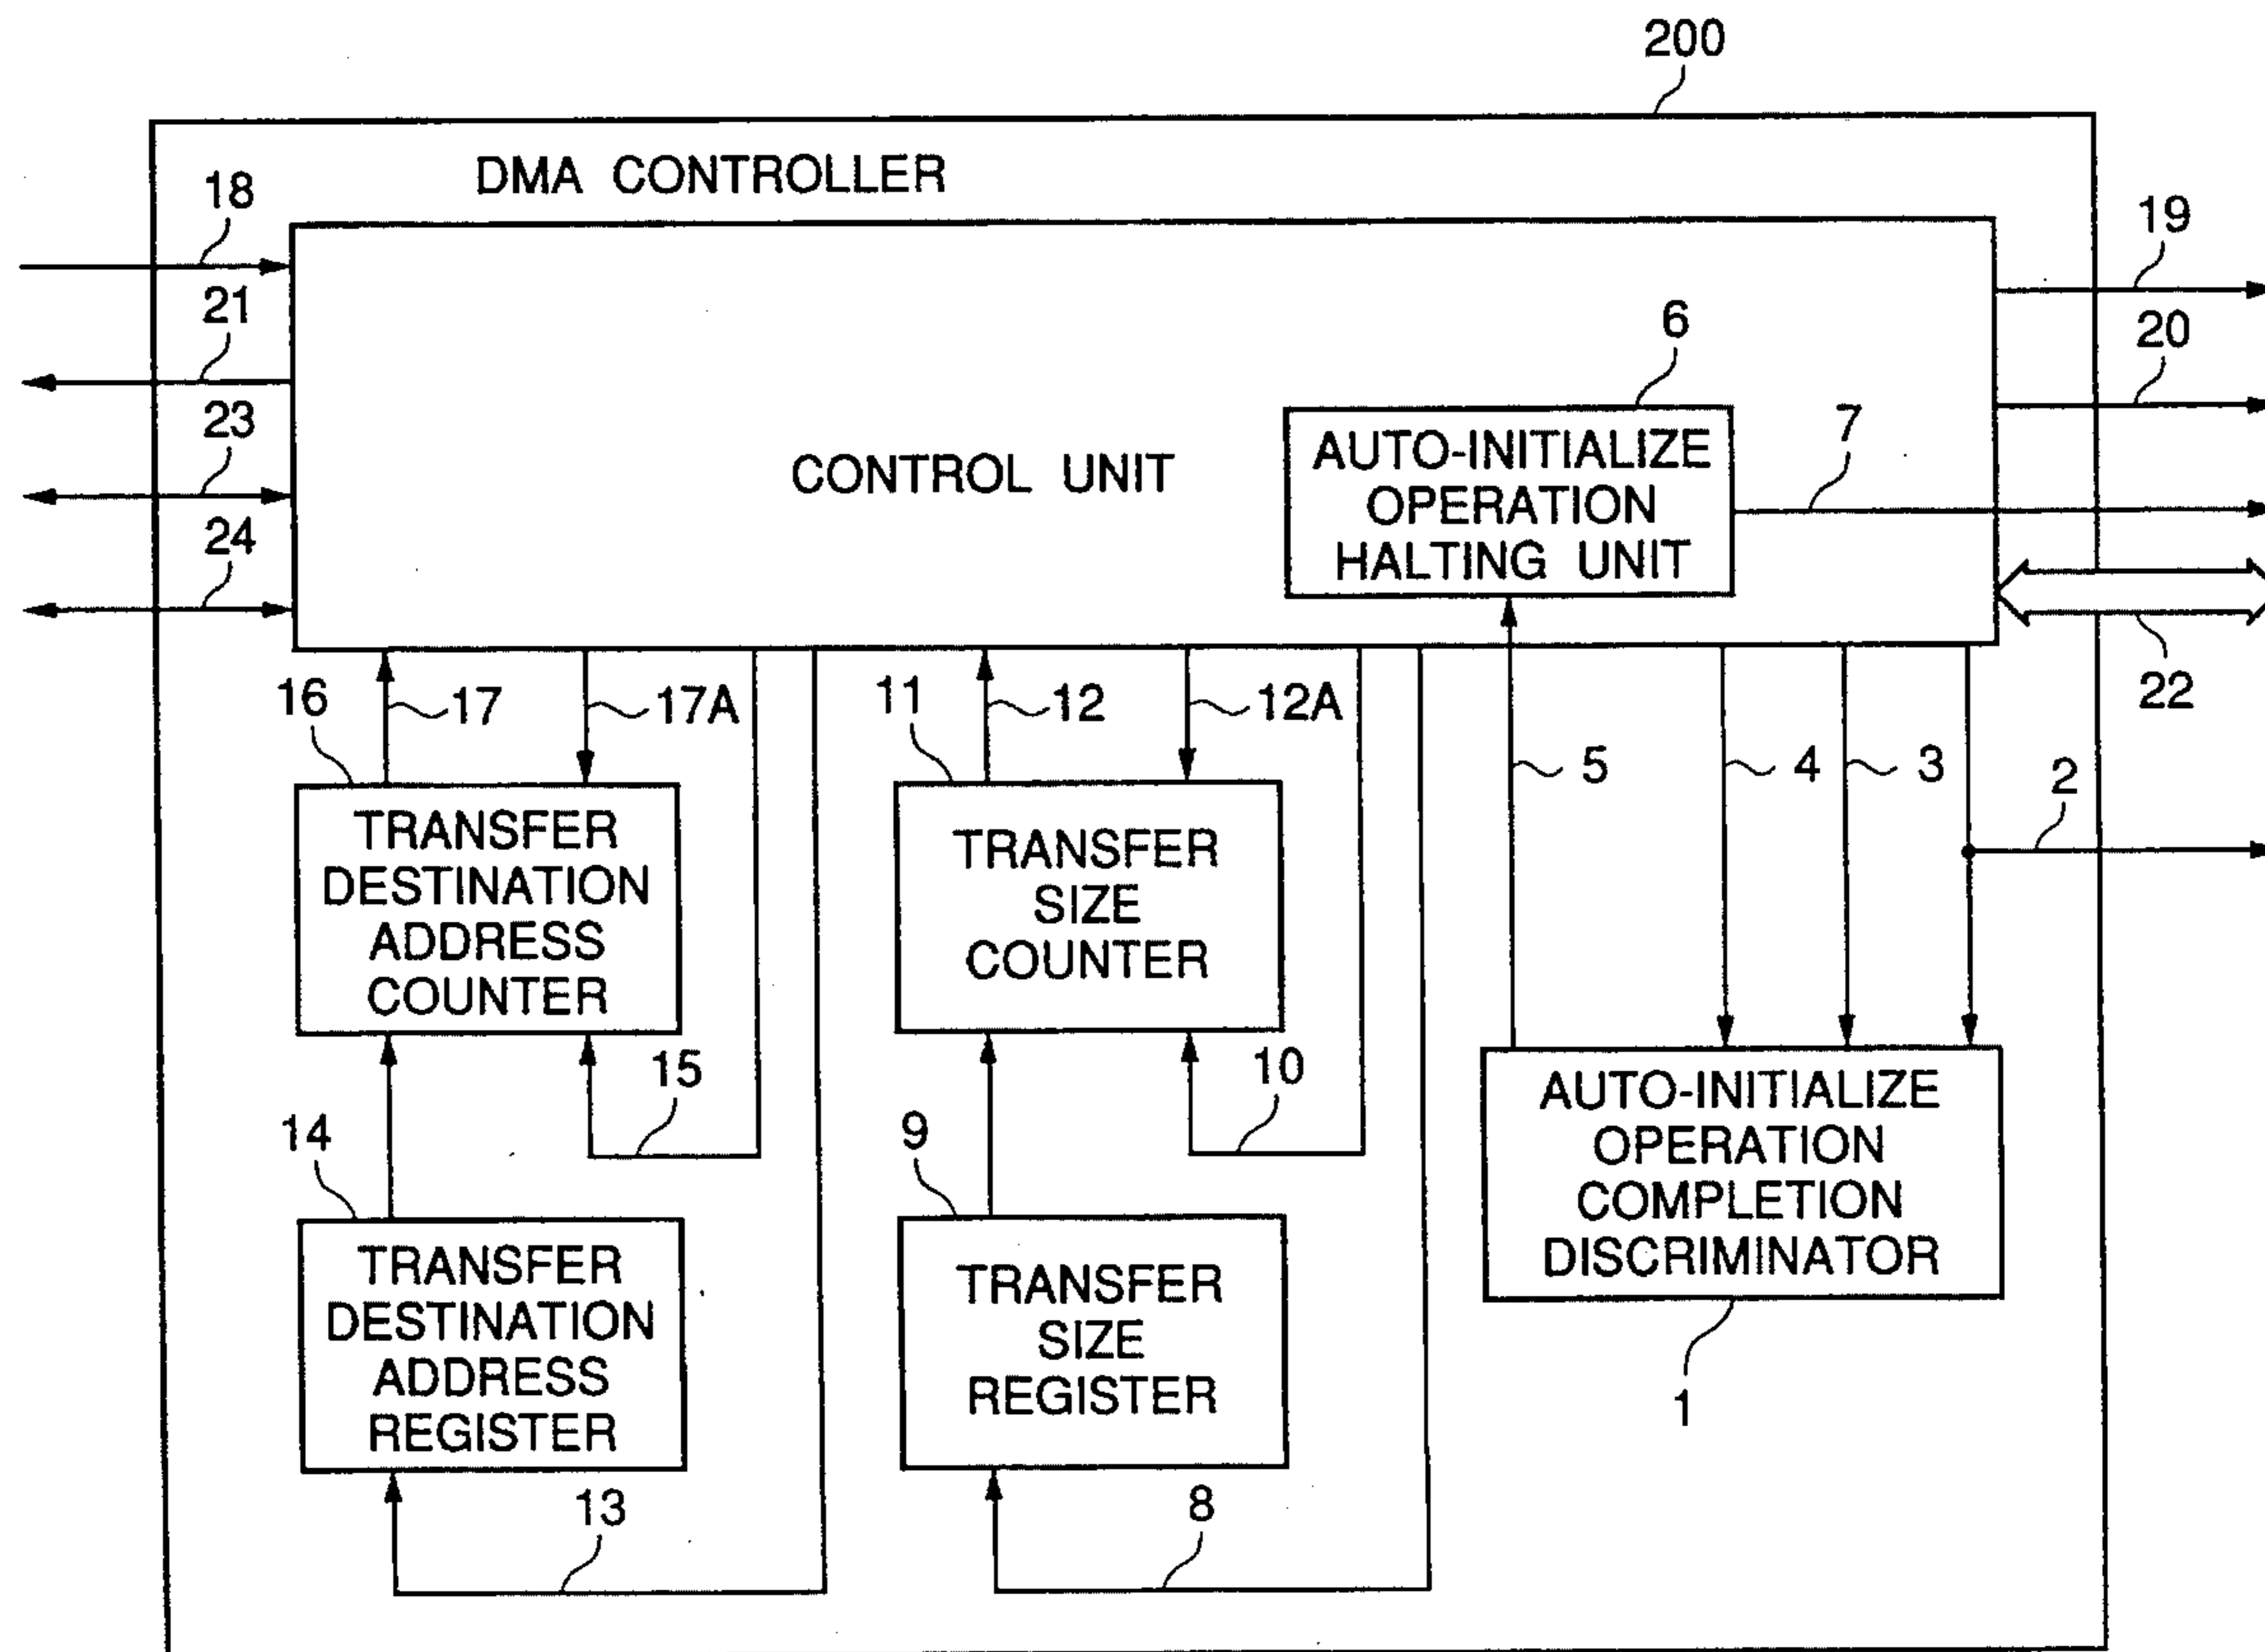 200
DMA CONTROLLER
18
21
23
24
19
20
6
7
22
CONTROL UNIT
AUTO-INITIALIZE
OPERATION
HALTING UNIT
16
17
17A
11
12
12A
5
4
3
2
TRANSFER
DESTINATION
ADDRESS
COUNTER
TRANSFER
SIZE
COUNTER
15
10
AUTO-INITIALIZE
OPERATION
COMPLETION
DISCRIMINATOR
1
14
9
TRANSFER
DESTINATION
ADDRESS
REGISTER
TRANSFER
SIZE
REGISTER
13
8